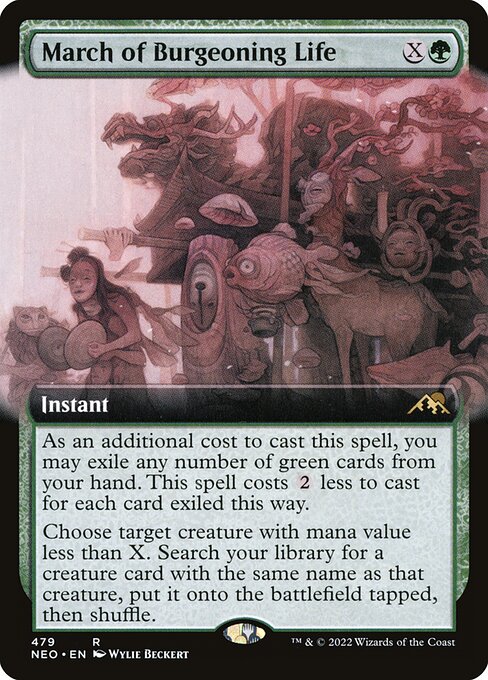 March of Burgeoning Life X
Instant
As an additional cost to cast this spell, you
may exile any number of green cards from
your hand. This spell costs 2 less to cast
for each card exiled this way.
Choose target creature with mana value
less than X. Search your library for a
creature card with the same name as that
creature, put it onto the battlefield tapped,
then shuffle.
479 R
NEO • EN Wylie Beckert
™ & © 2022 Wizards of the Coast